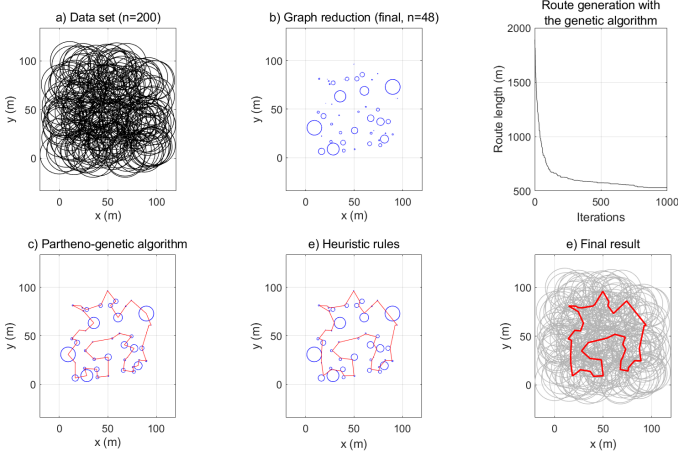 a) Data set (n=200)
100
50
0
y (m)
0 50 100
x (m)
b) Graph reduction (final, n=48)
100
50
0
y (m)
0 50 100
x (m)
Route generation with
the genetic algorithm
2000
1500
1000
500
Route length (m)
0 500 1000
Iterations
c) Partheno-genetic algorithm
100
50
0
y (m)
0 50 100
x (m)
e) Heuristic rules
100
50
0
y (m)
0 50 100
x (m)
e) Final result
100
50
0
y (m)
0 50 100
x (m)